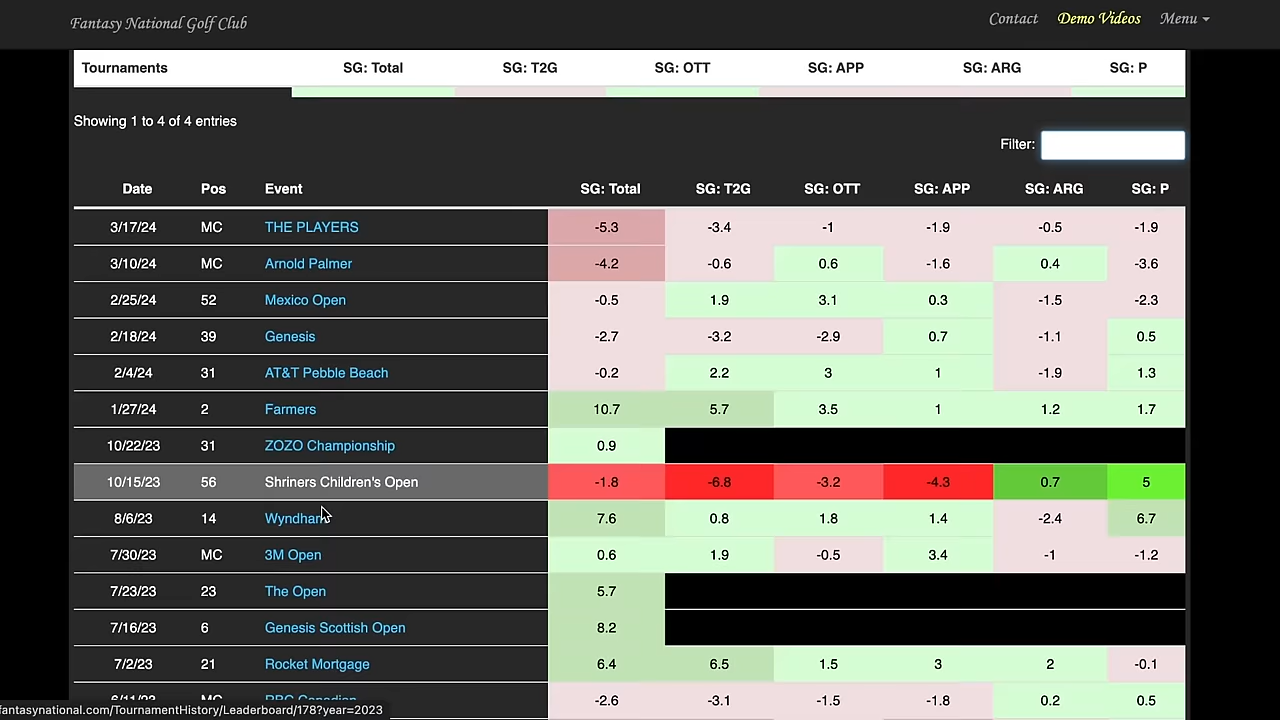 Fantasy National Golf Club Contact Demo Videos Menu
Tournaments SG: Total SG: T2G SG: OTT SG: APP SG: ARG SG: P
Showing 1 to 4 of 4 entries
Filter:
Date Pos Event SG: Total SG: T2G SG: OTT SG: APP SG: ARG SG: P
3/17/24 MC THE PLAYERS -5.3 -3.4 -1 -1.9 -0.5 -1.9
3/10/24 MC Arnold Palmer -4.2 -0.6 0.6 -1.6 0.4 -3.6
2/25/24 52 Mexico Open -0.5 1.9 3.1 0.3 -1.5 -2.3
2/18/24 39 Genesis -2.7 -3.2 -2.9 0.7 -1.1 0.5
2/4/24 31 AT&T Pebble Beach -0.2 2.2 3 1 -1.9 1.3
1/27/24 2 Farmers 10.7 5.7 3.5 1 1.2 1.7
10/22/23 31 ZOZO Championship 0.9
10/15/23 56 Shriners Children's Open -1.8 -6.8 -3.2 -4.3 0.7 5
8/6/23 14 Wyndham 7.6 0.8 1.8 1.4 -2.4 6.7
7/30/23 MC 3M Open 0.6 1.9 -0.5 3.4 -1 -1.2
7/23/23 23 The Open 5.7
7/16/23 6 Genesis Scottish Open 8.2
7/2/23 21 Rocket Mortgage 6.4 6.5 1.5 3 2 -0.1
6/11/23 MC RBC Canadian -2.6 -3.1 -1.5 -1.8 0.2 0.5
fantasynational.com/TournamentHistory/Leaderboard/178?year=2023